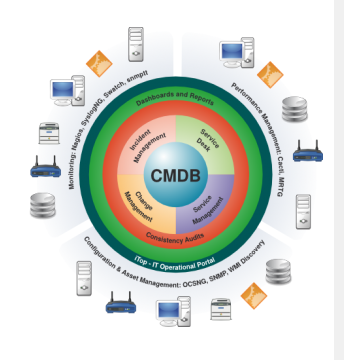 Monitoring: Nagios, SyslogNG, Swatch, snmptt
Performance Management: Cacti, MRTG
Dashboards and Reports
Incident
Management
Service
Desk
CMDB
Change
Management
Service
Management
Consistency Audits
iTop - IT Operational Portal
Configuration & Asset Management: OCSNG, SNMP, WMI Discovery